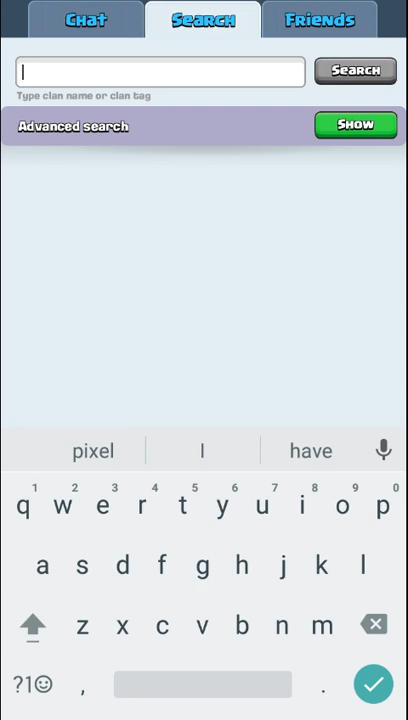 Chat Search Friends
Search
Type clan name or clan tag
Advanced search Show
pixel I have
1 2 3 4 5 6 7 8 9 0
q w e r t y u i o p
a s d f g h j k l
z x c v b n m
?1☺ , .